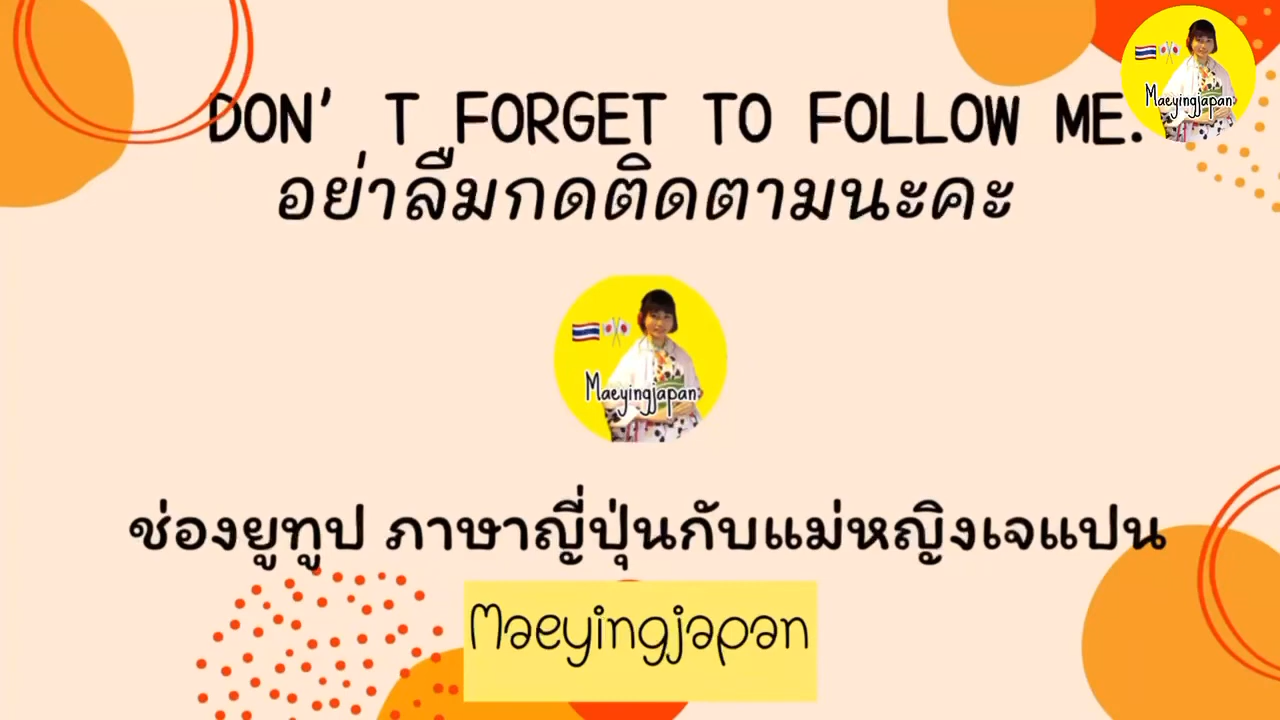 DON'T FORGET TO FOLLOW ME.
อย่าลืมกดติดตามนะคะ
Maeyingjapan
Maeyingjapan
ช่องยูทูป ภาษาญี่ปุ่นกับแม่หญิงเจแปน
Maeyingjapan